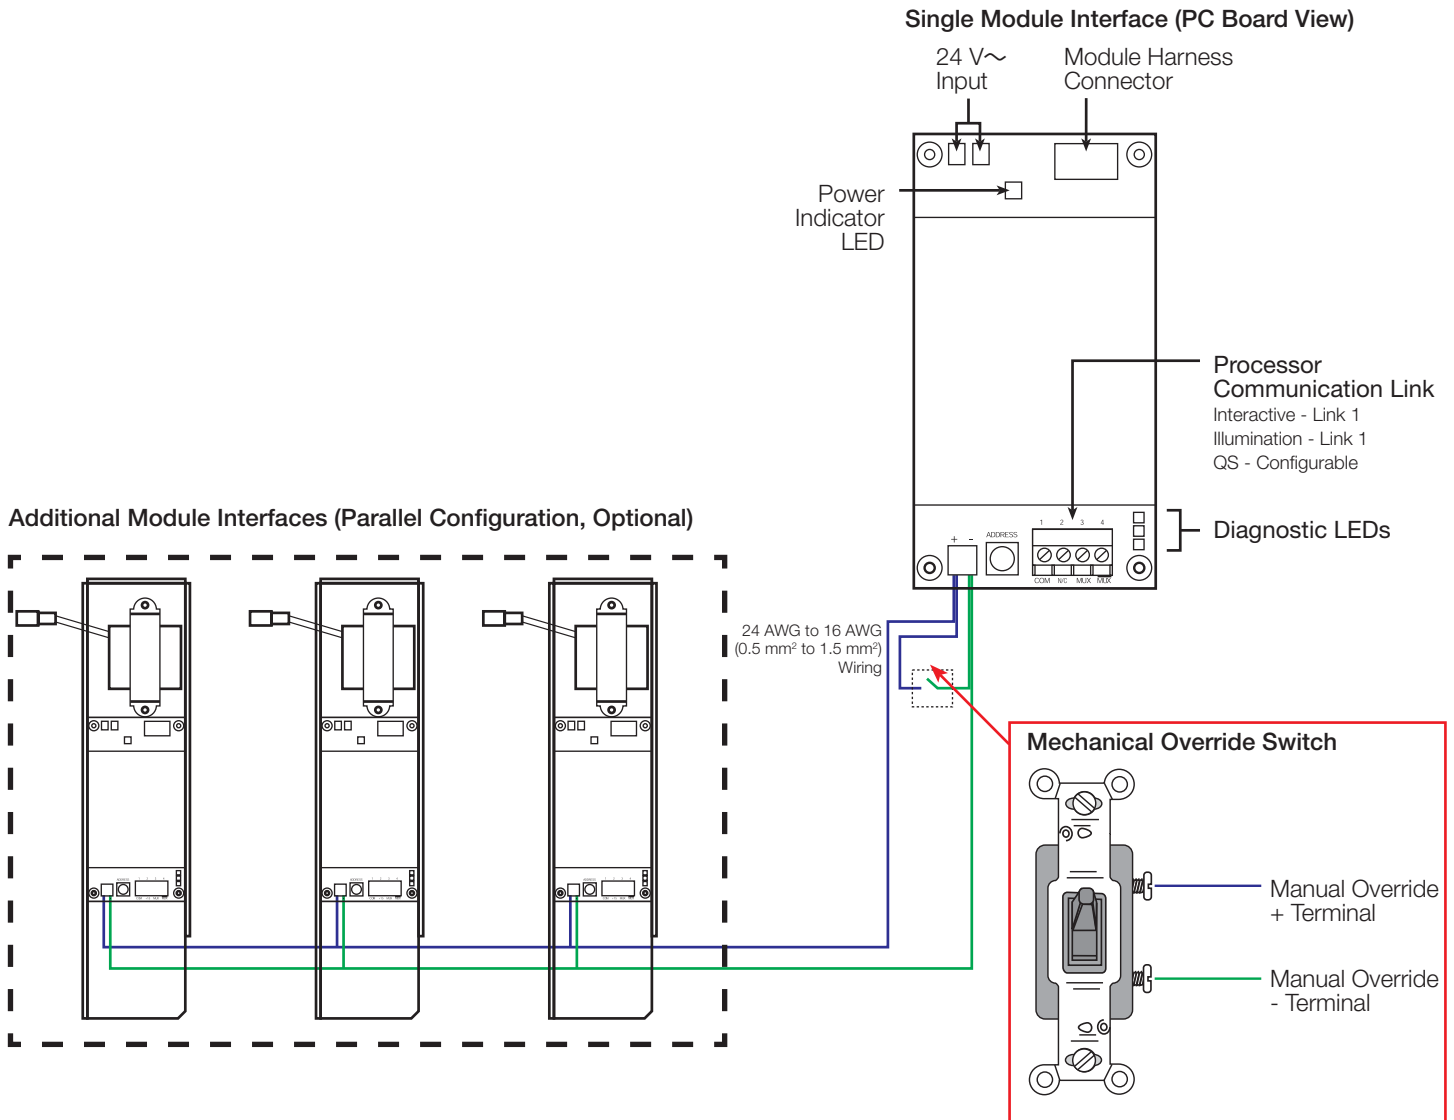 Single Module Interface (PC Board View)
24 V~
Input
Module Harness
Connector
Power
Indicator
LED
Processor
Communication Link
Interactive - Link 1
Illumination - Link 1
QS - Configurable
Additional Module Interfaces (Parallel Configuration, Optional)
Diagnostic LEDs
+ -
ADDRESS
1 2 3 4
COM N/C MUX MUX
24 AWG to 16 AWG
(0.5 mm² to 1.5 mm²)
Wiring
Mechanical Override Switch
Manual Override
+ Terminal
Manual Override
- Terminal
ADDRESS
ADDRESS
ADDRESS